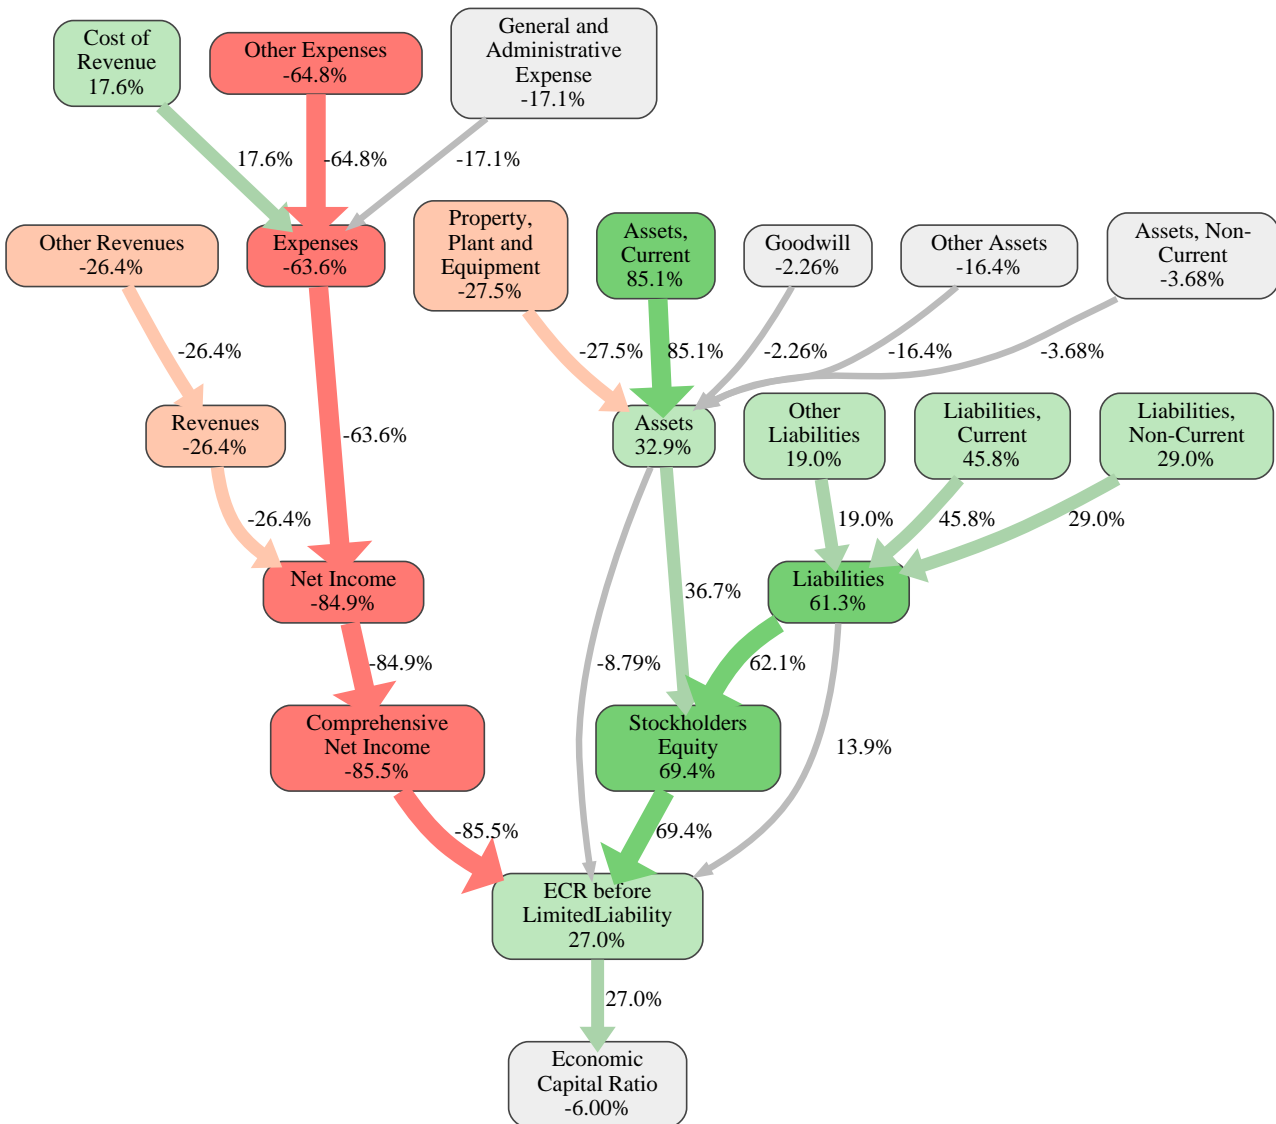 Cost of
Revenue
17.6%
Other Expenses
-64.8%
General and
Administrative
Expense
-17.1%
17.6%
-64.8%
-17.1%
Other Revenues
-26.4%
Expenses
-63.6%
Property,
Plant and
Equipment
-27.5%
Assets,
Current
85.1%
Goodwill
-2.26%
Other Assets
-16.4%
Assets, Non-
Current
-3.68%
-26.4%
-63.6%
-27.5%
85.1%
-2.26%
-16.4%
-3.68%
Revenues
-26.4%
Assets
32.9%
Other
Liabilities
19.0%
Liabilities,
Current
45.8%
Liabilities,
Non-Current
29.0%
-26.4%
19.0%
45.8%
29.0%
Net Income
-84.9%
Liabilities
61.3%
-84.9%
-8.79%
36.7%
62.1%
13.9%
Comprehensive
Net Income
-85.5%
Stockholders
Equity
69.4%
-85.5%
69.4%
ECR before
LimitedLiability
27.0%
27.0%
Economic
Capital Ratio
-6.00%